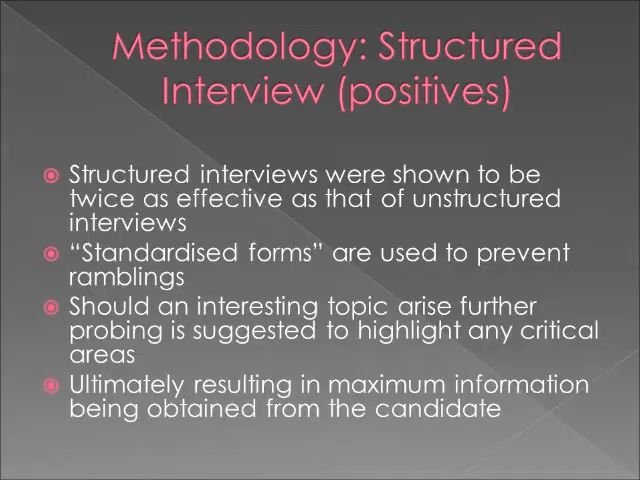 Methodology: Structured
Interview (positives)
Structured interviews were shown to be
twice as effective as that of unstructured
interviews
“Standardised forms” are used to prevent
ramblings
Should an interesting topic arise further
probing is suggested to highlight any critical
areas
Ultimately resulting in maximum information
being obtained from the candidate